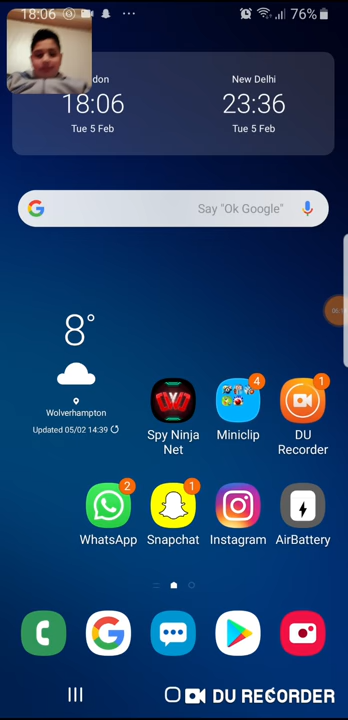 18:06 76%
ndon New Delhi
18:06 23:36
Tue 5 Feb Tue 5 Feb
Say "Ok Google"
8°
Wolverhampton
Updated 05/02 14:39
4 1
Spy Ninja Net Miniclip DU Recorder
2 1
WhatsApp Snapchat Instagram AirBattery
DU RECORDER